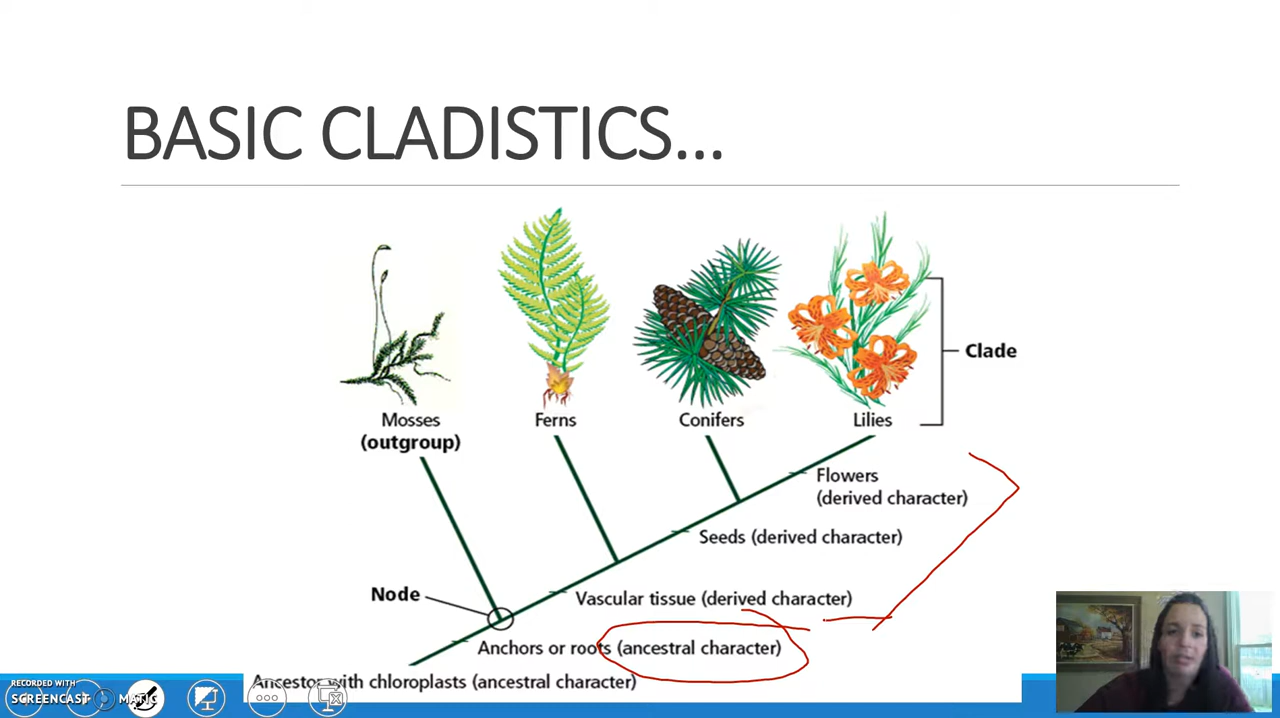 BASIC CLADISTICS...
Clade
Mosses
(outgroup)
Ferns
Conifers
Lilies
Flowers
(derived character)
Seeds (derived character)
Node
Vascular tissue (derived character)
Anchors or roots (ancestral character)
Ancestor with chloroplasts (ancestral character)
RECORDED WITH
SCREENCAST MATIC